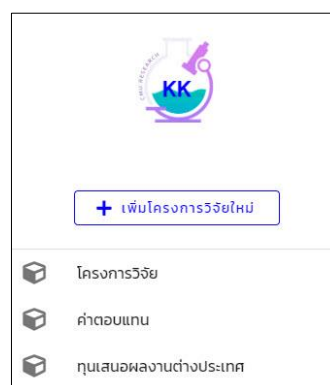 CMU RESEARCH
KK
เพิ่มโครงการวิจัยใหม่
โครงการวิจัย
ค่าตอบแทน
ทุนเสนอผลงานต่างประเทศ